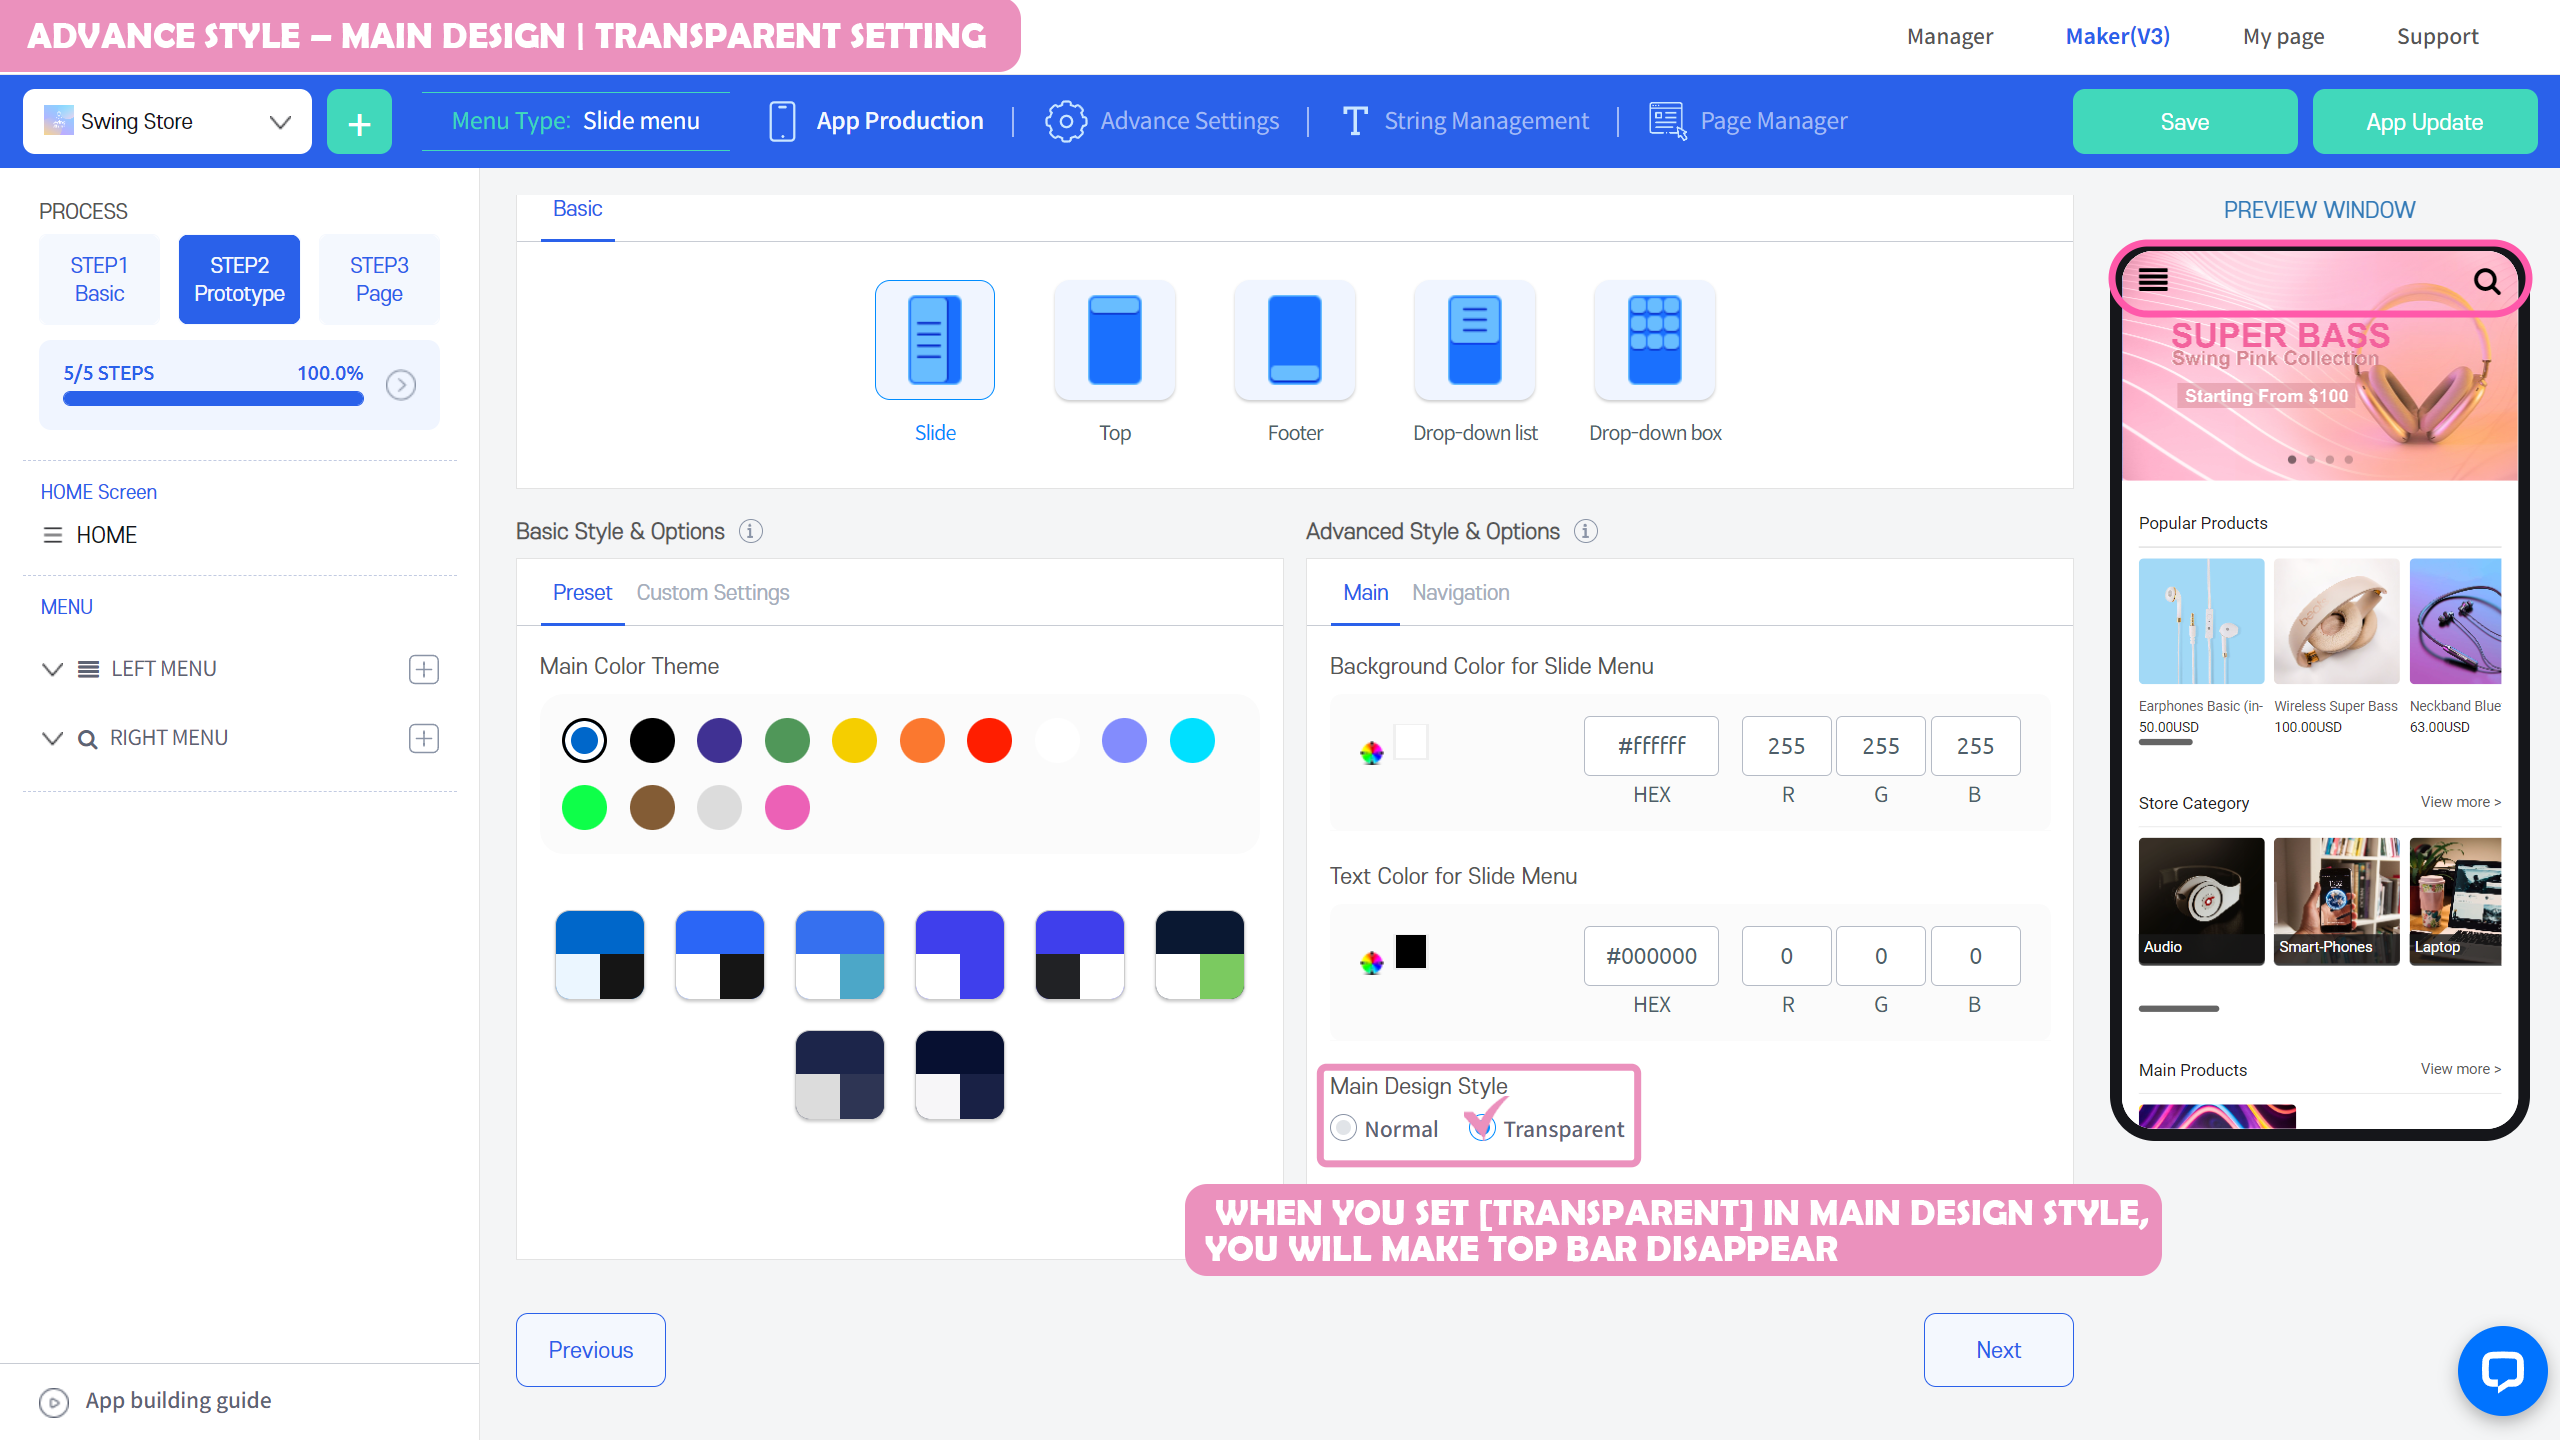 ADVANCE STYLE – MAIN DESIGN | TRANSPARENT SETTING
Manager Maker(V3) My page Support
Swing Store + Menu Type: Slide menu App Production Advance Settings String Management Page Manager Save App Update
PROCESS
STEP1 Basic
STEP2 Prototype
STEP3 Page
5/5 STEPS 100.0%
HOME Screen
HOME
MENU
LEFT MENU
RIGHT MENU
App building guide
Basic
Slide Top Footer Drop-down list Drop-down box
Basic Style & Options
Preset Custom Settings
Main Color Theme
Advanced Style & Options
Main Navigation
Background Color for Slide Menu
#ffffff 255 255 255
HEX R G B
Text Color for Slide Menu
#000000 0 0 0
HEX R G B
Main Design Style
Normal Transparent
WHEN YOU SET [TRANSPARENT] IN MAIN DESIGN STYLE,
YOU WILL MAKE TOP BAR DISAPPEAR
Previous Next
PREVIEW WINDOW
SUPER BASS
Swing Pink Collection
Starting From $100
Popular Products
Earphones Basic (in- Wireless Super Bass Neckband Blue
50.00USD 100.00USD 63.00USD
Store Category View more >
Audio Smart-Phones Laptop
Main Products View more >